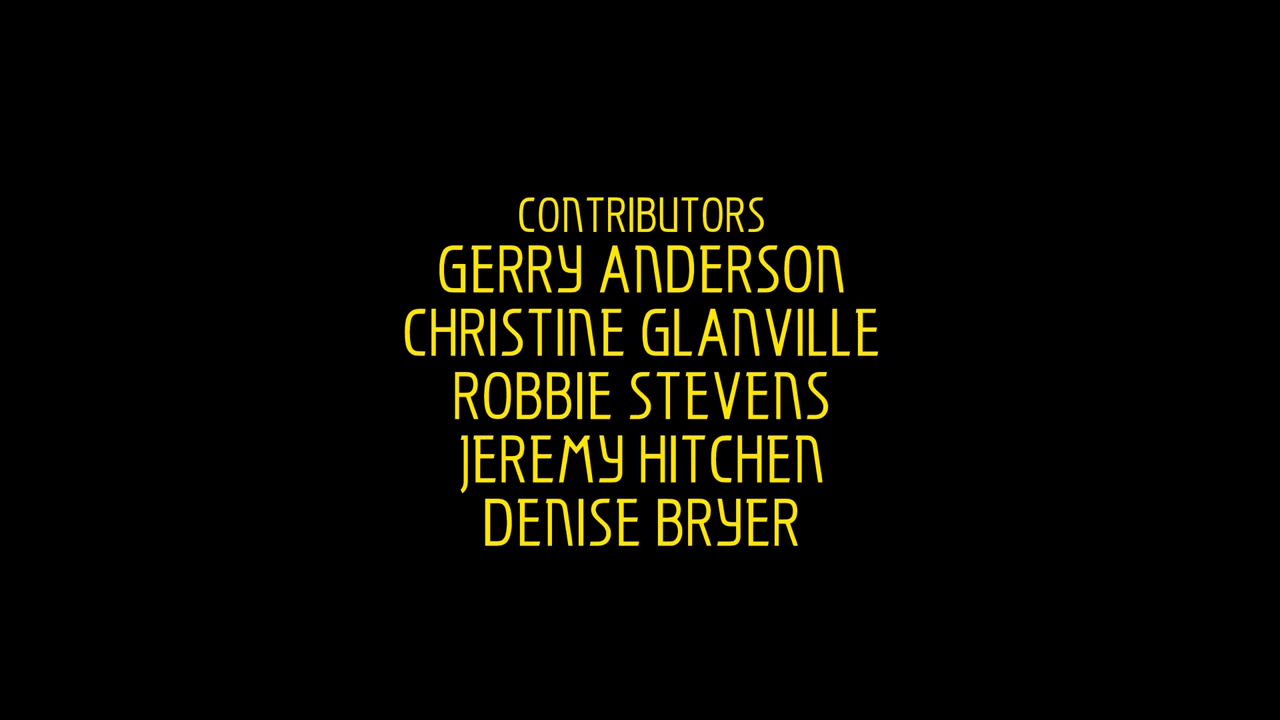 CONTRIBUTORS
GERRY ANDERSON
CHRISTINE GLANVILLE
ROBBIE STEVENS
JEREMY HITCHEN
DENISE BRYER